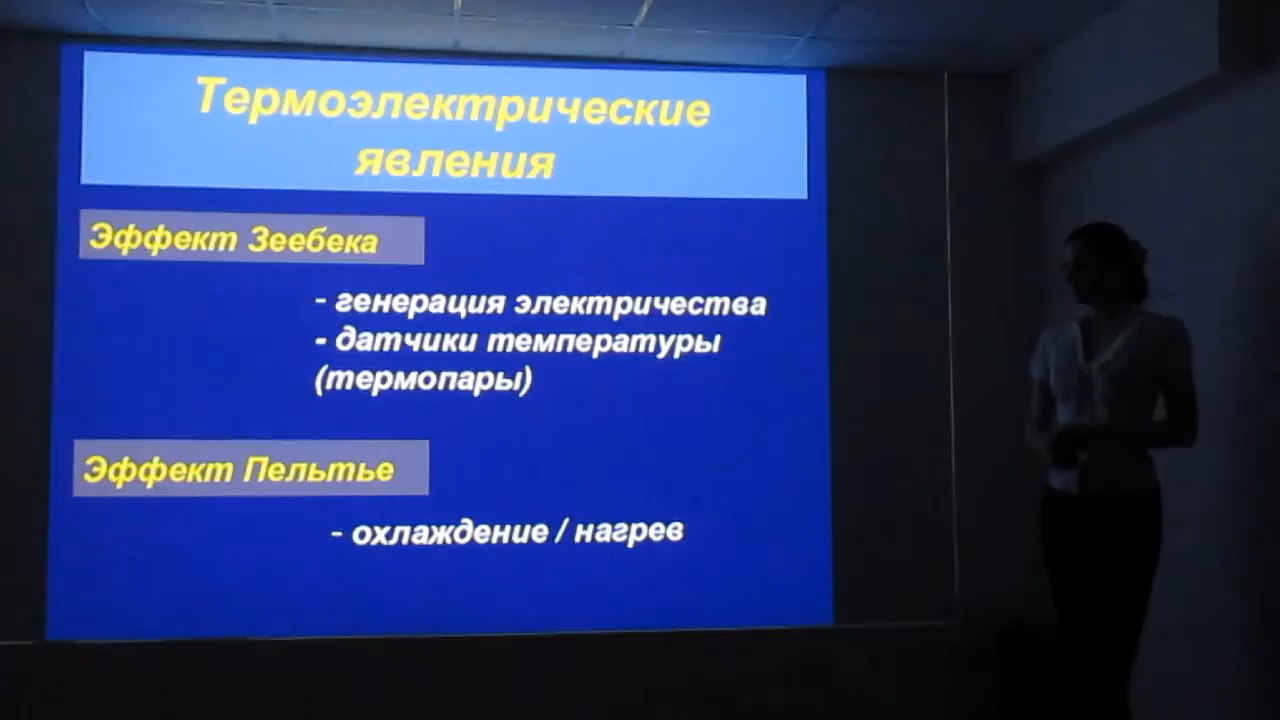 Термоэлектрические
явления
Эффект Зеебека
- генерация электричества
- датчики температуры
(термопары)
Эффект Пельтье
- охлаждение / нагрев